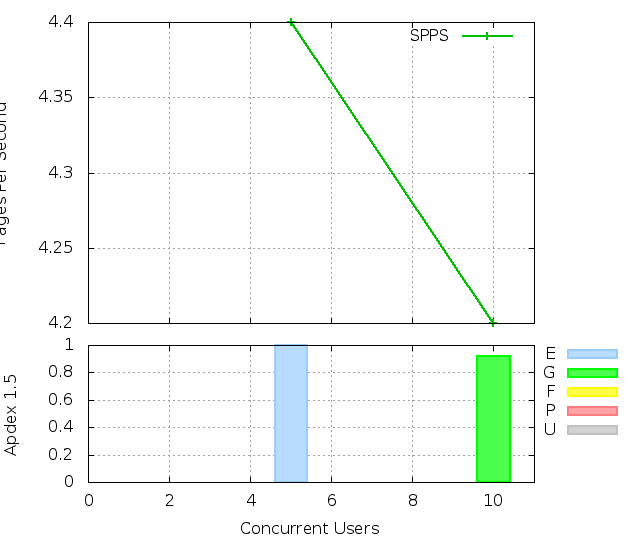 4.4
SPPS
4.35
4.3
4.25
4.2
Pages Per Second
1
0.8
0.6
0.4
0.2
0
Apdex 1.5
E
G
F
P
U
0 2 4 6 8 10
Concurrent Users